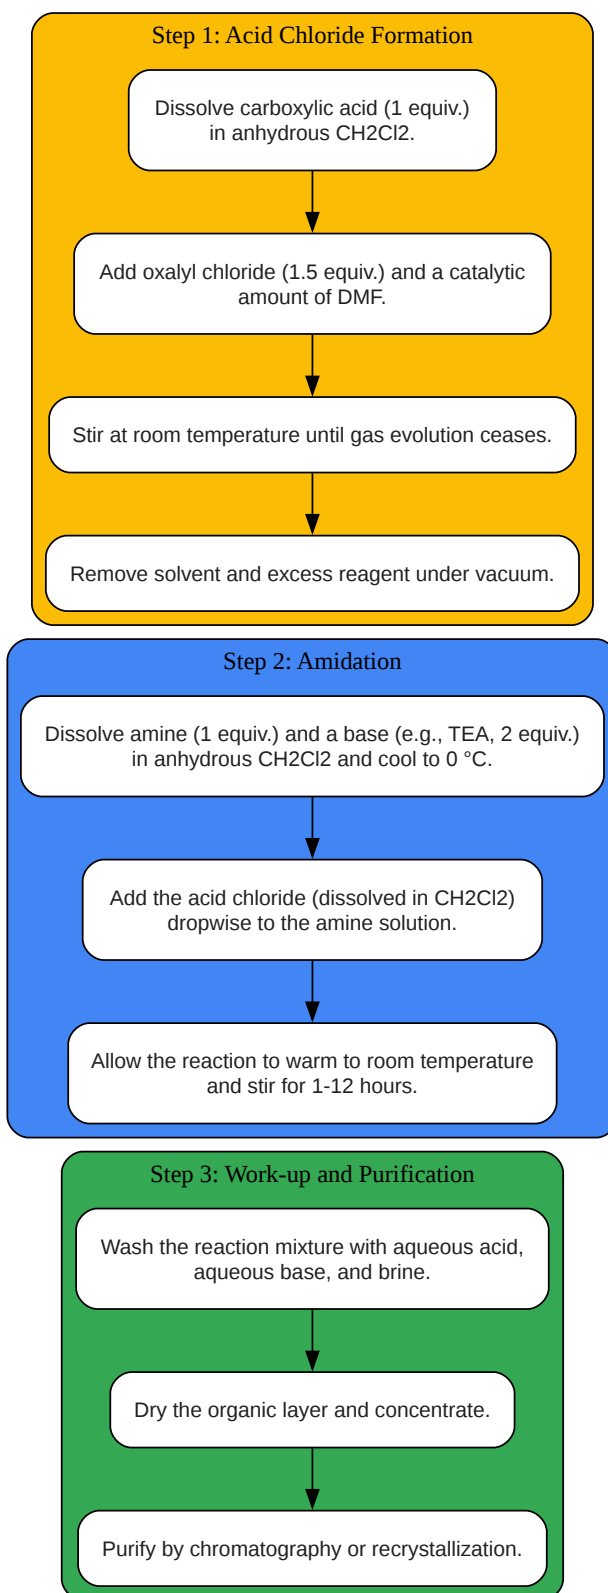 Step 1: Acid Chloride Formation
Dissolve carboxylic acid (1 equiv.)
in anhydrous CH2Cl2.
Add oxalyl chloride (1.5 equiv.) and a catalytic
amount of DMF.
Stir at room temperature until gas evolution ceases.
Remove solvent and excess reagent under vacuum.
Step 2: Amidation
Dissolve amine (1 equiv.) and a base (e.g., TEA, 2 equiv.)
in anhydrous CH2Cl2 and cool to 0 °C.
Add the acid chloride (dissolved in CH2Cl2)
dropwise to the amine solution.
Allow the reaction to warm to room temperature
and stir for 1-12 hours.
Step 3: Work-up and Purification
Wash the reaction mixture with aqueous acid,
aqueous base, and brine.
Dry the organic layer and concentrate.
Purify by chromatography or recrystallization.